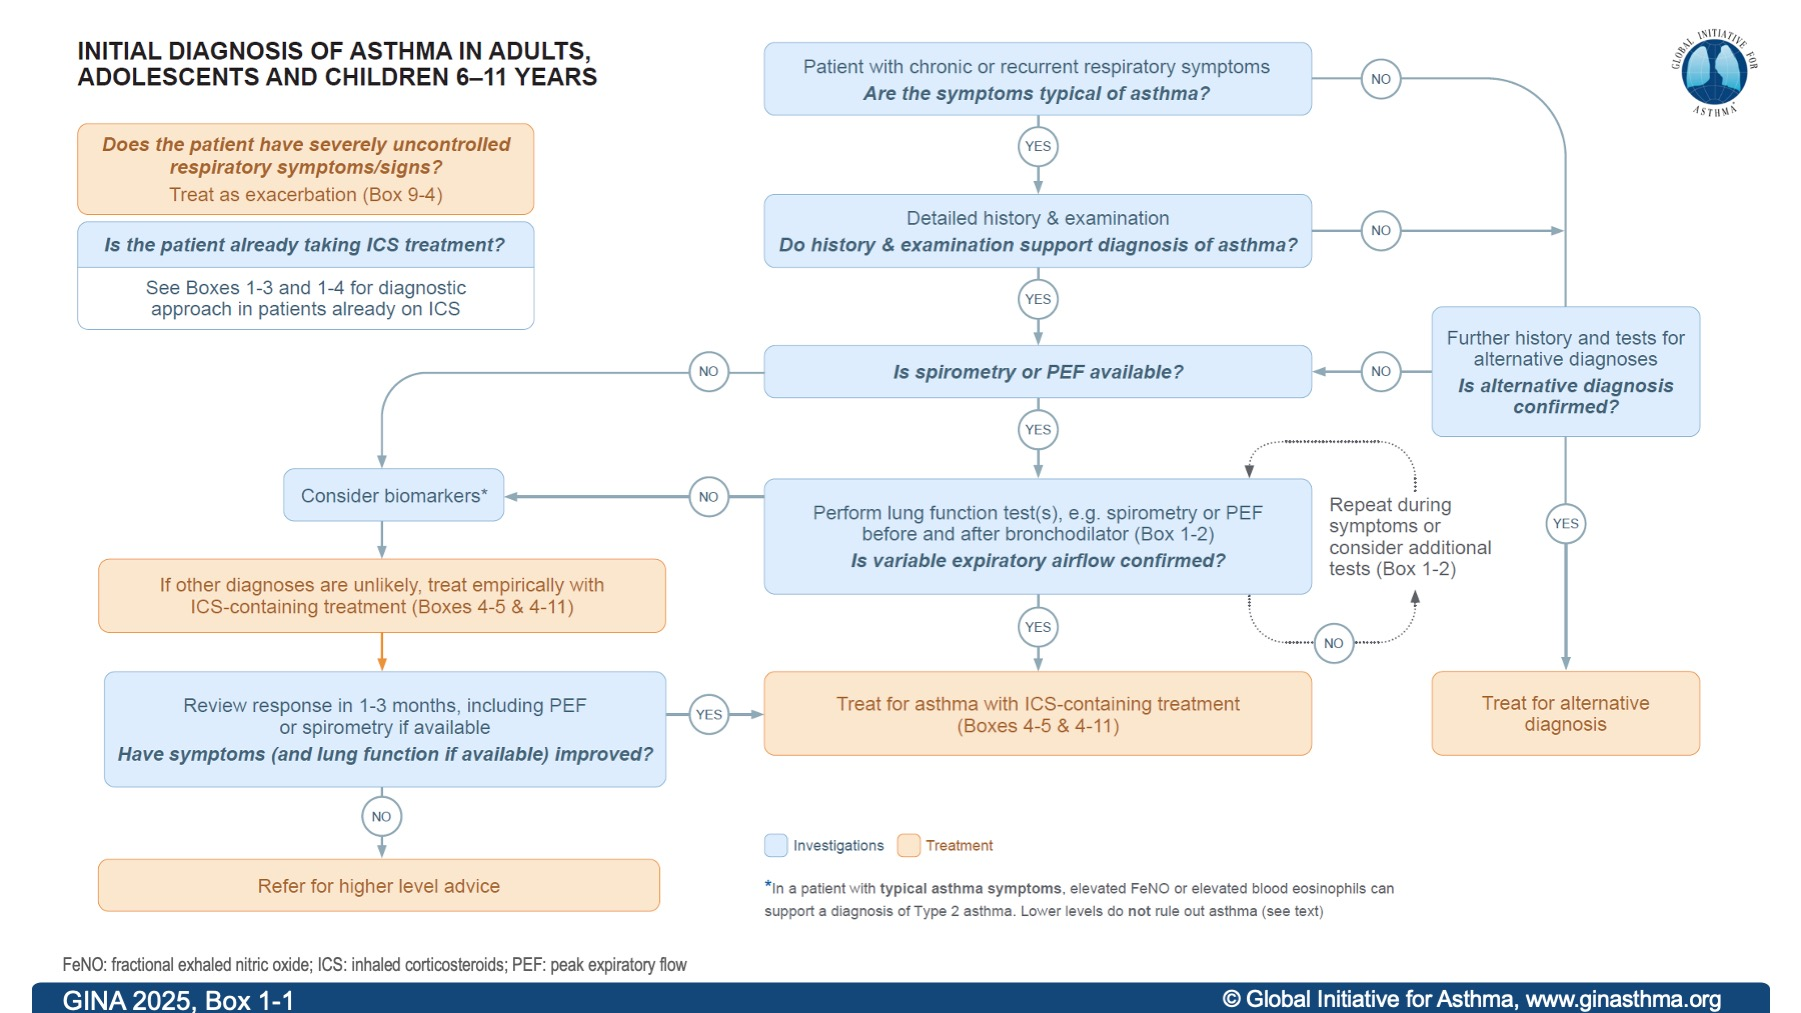 INITIAL DIAGNOSIS OF ASTHMA IN ADULTS,
ADOLESCENTS AND CHILDREN 6–11 YEARS
Does the patient have severely uncontrolled
respiratory symptoms/signs?
Treat as exacerbation (Box 9-4)
Is the patient already taking ICS treatment?
See Boxes 1-3 and 1-4 for diagnostic
approach in patients already on ICS
Patient with chronic or recurrent respiratory symptoms
Are the symptoms typical of asthma?
NO
GLOBAL INITIATIVE FOR
ASTHMA
YES
Detailed history & examination
Do history & examination support diagnosis of asthma?
NO
YES
Further history and tests for
alternative diagnoses
Is alternative diagnosis
confirmed?
NO
Is spirometry or PEF available?
NO
YES
Consider biomarkers*
NO
Perform lung function test(s), e.g. spirometry or PEF
before and after bronchodilator (Box 1-2)
Is variable expiratory airflow confirmed?
Repeat during
symptoms or
consider additional
tests (Box 1-2)
YES
NO
YES
If other diagnoses are unlikely, treat empirically with
ICS-containing treatment (Boxes 4-5 & 4-11)
Review response in 1-3 months, including PEF
or spirometry if available
Have symptoms (and lung function if available) improved?
YES
Treat for asthma with ICS-containing treatment
(Boxes 4-5 & 4-11)
Treat for alternative
diagnosis
NO
Refer for higher level advice
Investigations
Treatment
*In a patient with typical asthma symptoms, elevated FeNO or elevated blood eosinophils can
support a diagnosis of Type 2 asthma. Lower levels do not rule out asthma (see text)
FeNO: fractional exhaled nitric oxide; ICS: inhaled corticosteroids; PEF: peak expiratory flow
GINA 2025, Box 1-1
© Global Initiative for Asthma, www.ginasthma.org